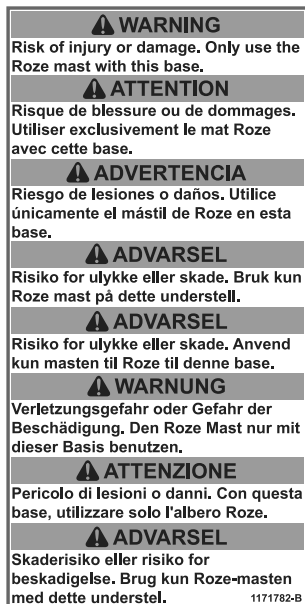 WARNING
Risk of injury or damage. Only use the
Roze mast with this base.
ATTENTION
Risque de blessure ou de dommages.
Utiliser exclusivement le mat Roze
avec cette base.
ADVERTENCIA
Riesgo de lesiones o daños. Utilice
únicamente el mástil de Roze en esta
base.
ADVARSEL
Risiko for ulykke eller skade. Bruk kun
Roze mast på dette understell.
ADVARSEL
Risiko for ulykke eller skade. Anvend
kun masten til Roze til denne base.
WARNUNG
Verletzungsgefahr oder Gefahr der
Beschädigung. Den Roze Mast nur mit
dieser Basis benutzen.
ATTENZIONE
Pericolo di lesioni o danni. Con questa
base, utilizzare solo l'albero Roze.
ADVARSEL
Skaderisiko eller risiko for
beskadigelse. Brug kun Roze-masten
med dette understel. 1171782-B